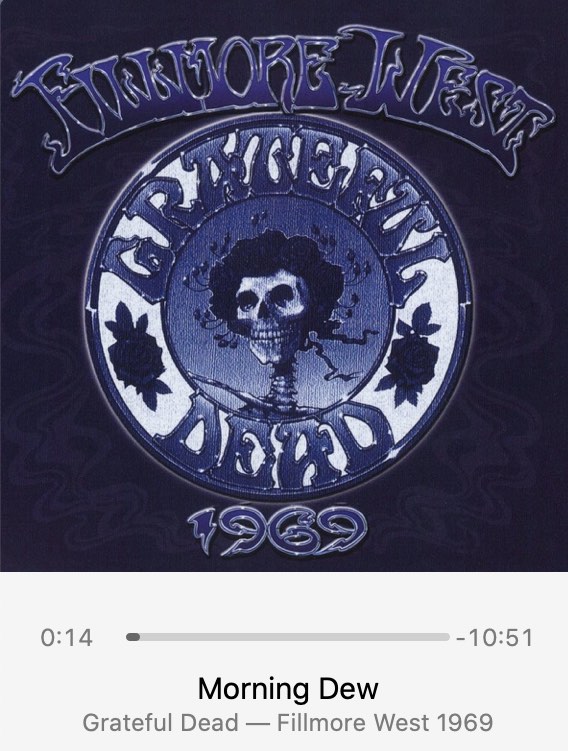 FILLMORE WEST
GRATEFUL
DEAD
1969
0:14 -10:51
Morning Dew
Grateful Dead — Fillmore West 1969